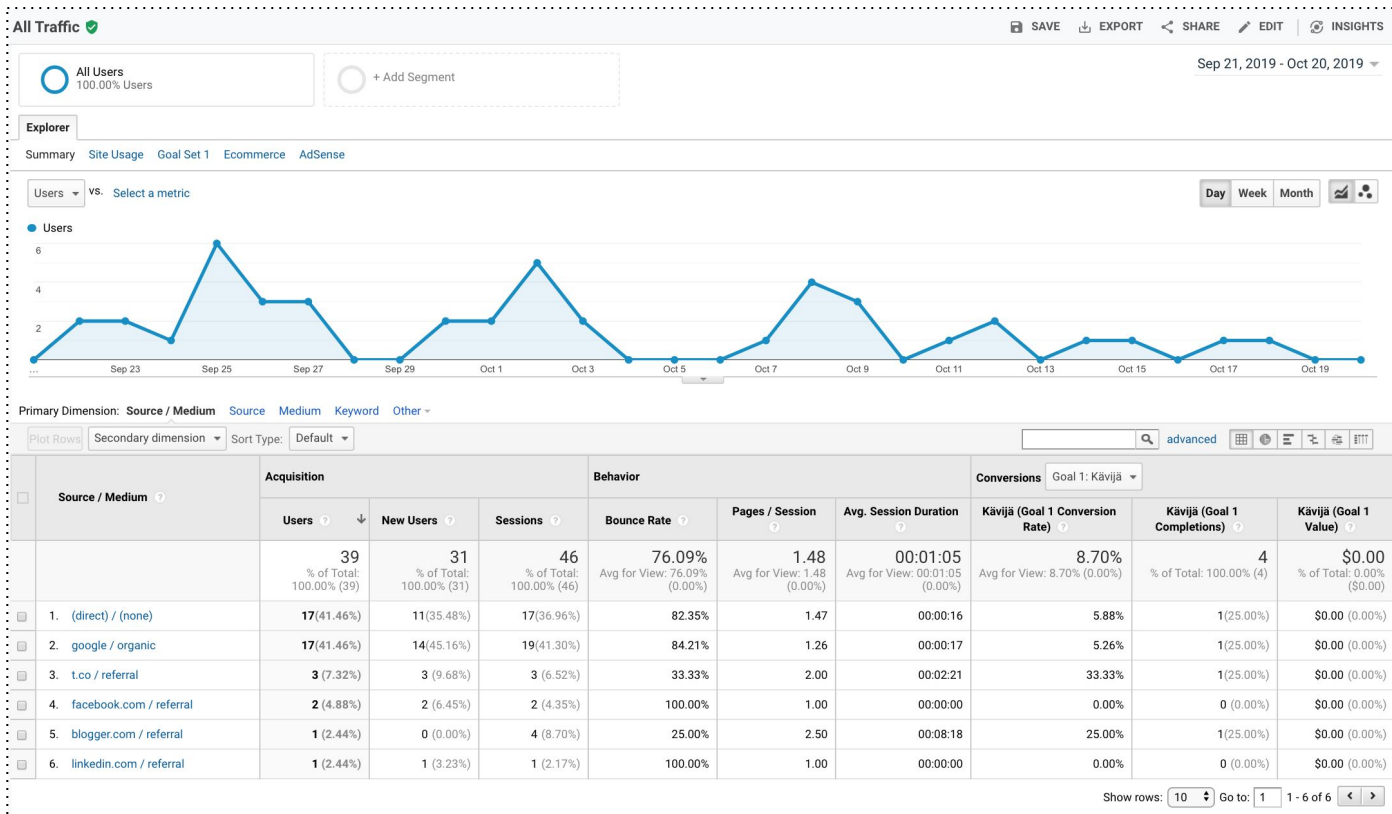 All Traffic
SAVE EXPORT SHARE EDIT INSIGHTS
All Users
100.00% Users
+ Add Segment
Sep 21, 2019 - Oct 20, 2019
Explorer
Summary Site Usage Goal Set 1 Ecommerce AdSense
Users VS. Select a metric
Day Week Month
Users
6
4
2
... Sep 23 Sep 25 Sep 27 Sep 29 Oct 1 Oct 3 Oct 5 Oct 7 Oct 9 Oct 11 Oct 13 Oct 15 Oct 17 Oct 19
Primary Dimension: Source / Medium Source Medium Keyword Other
Plot Rows Secondary dimension Sort Type: Default advanced
Source / Medium ? Acquisition Behavior Conversions Goal 1: Kävijä
Users ? New Users ? Sessions ? Bounce Rate ? Pages / Session ? Avg. Session Duration ? Kävijä (Goal 1 Conversion Rate) ? Kävijä (Goal 1 Completions) ? Kävijä (Goal 1 Value) ?
39 31 46 76.09% 1.48 00:01:05 8.70% 4 $0.00
% of Total: 100.00% (39) % of Total: 100.00% (31) % of Total: 100.00% (46) Avg for View: 76.09% (0.00%) Avg for View: 1.48 (0.00%) Avg for View: 00:01:05 (0.00%) Avg for View: 8.70% (0.00%) % of Total: 100.00% (4) % of Total: 0.00% ($0.00)
1. (direct) / (none) 17(41.46%) 11(35.48%) 17(36.96%) 82.35% 1.47 00:00:16 5.88% 1(25.00%) $0.00 (0.00%)
2. google / organic 17(41.46%) 14(45.16%) 19(41.30%) 84.21% 1.26 00:00:17 5.26% 1(25.00%) $0.00 (0.00%)
3. t.co / referral 3 (7.32%) 3 (9.68%) 3 (6.52%) 33.33% 2.00 00:02:21 33.33% 1(25.00%) $0.00 (0.00%)
4. facebook.com / referral 2 (4.88%) 2 (6.45%) 2 (4.35%) 100.00% 1.00 00:00:00 0.00% 0 (0.00%) $0.00 (0.00%)
5. blogger.com / referral 1 (2.44%) 0 (0.00%) 4 (8.70%) 25.00% 2.50 00:08:18 25.00% 1(25.00%) $0.00 (0.00%)
6. linkedin.com / referral 1 (2.44%) 1 (3.23%) 1 (2.17%) 100.00% 1.00 00:00:00 0.00% 0 (0.00%) $0.00 (0.00%)
Show rows: 10 Go to: 1 1 - 6 of 6